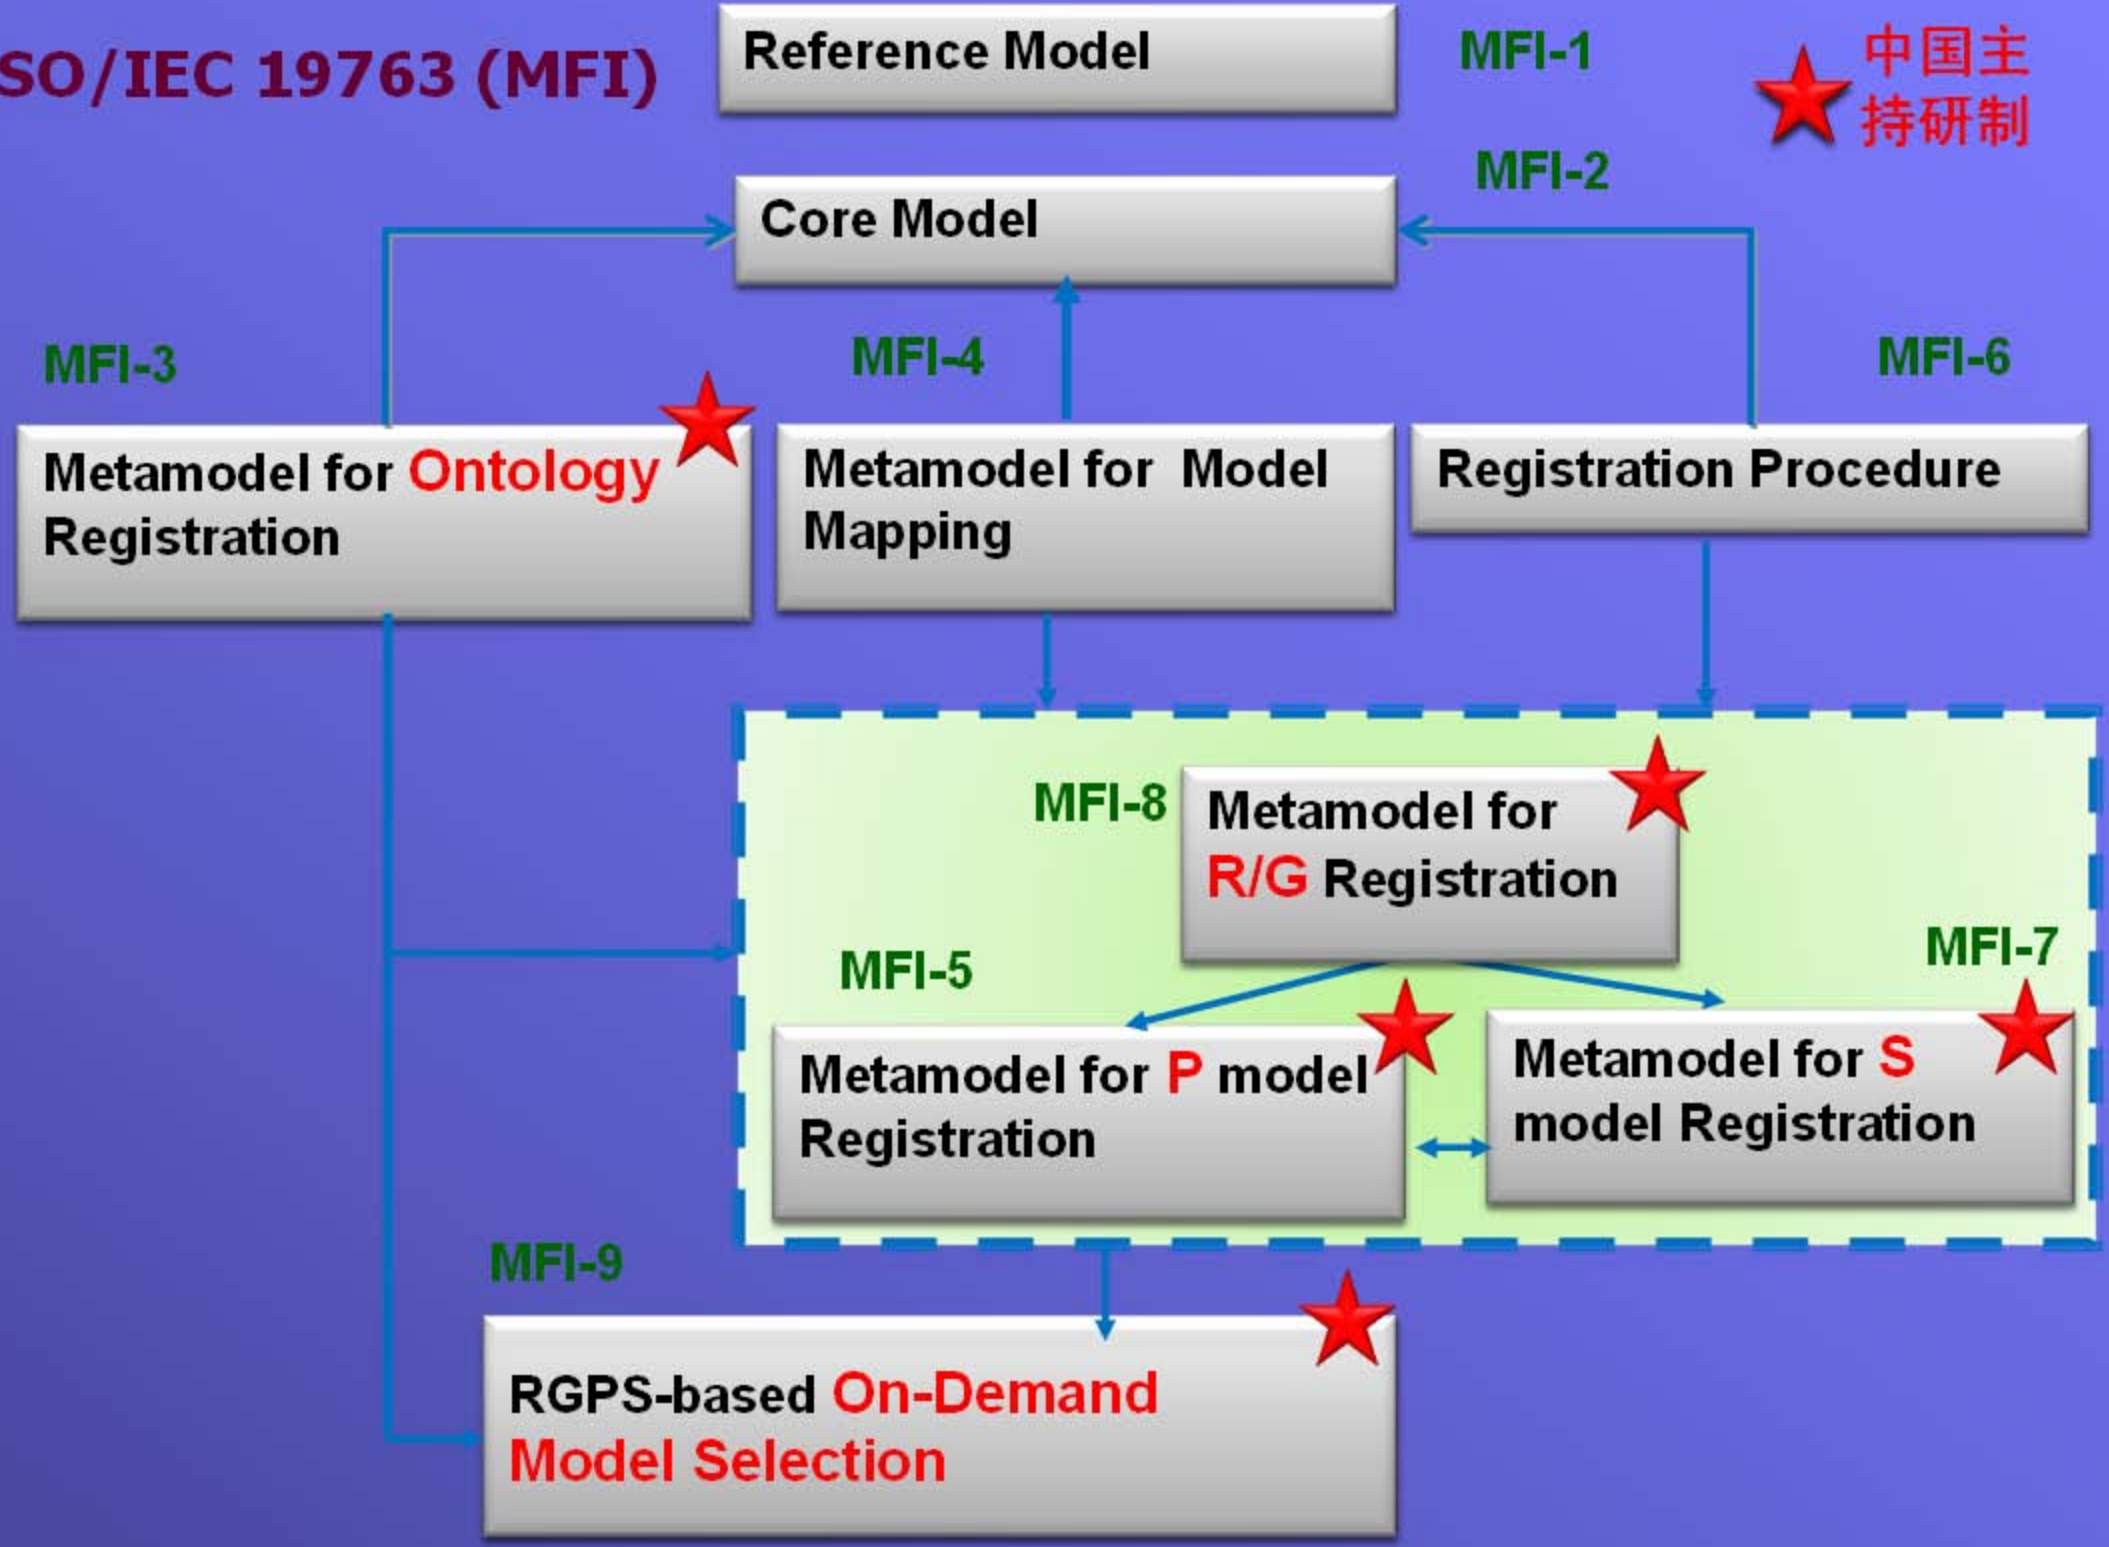 SO/IEC 19763 (MFI)
Reference Model
MFI-1
中国主
持研制
MFI-2
Core Model
MFI-3
MFI-4
MFI-6
Metamodel for Ontology
Registration
Metamodel for Model
Mapping
Registration Procedure
MFI-8
Metamodel for
R/G Registration
MFI-5
MFI-7
Metamodel for P model
Registration
Metamodel for S
model Registration
MFI-9
RGPS-based On-Demand
Model Selection